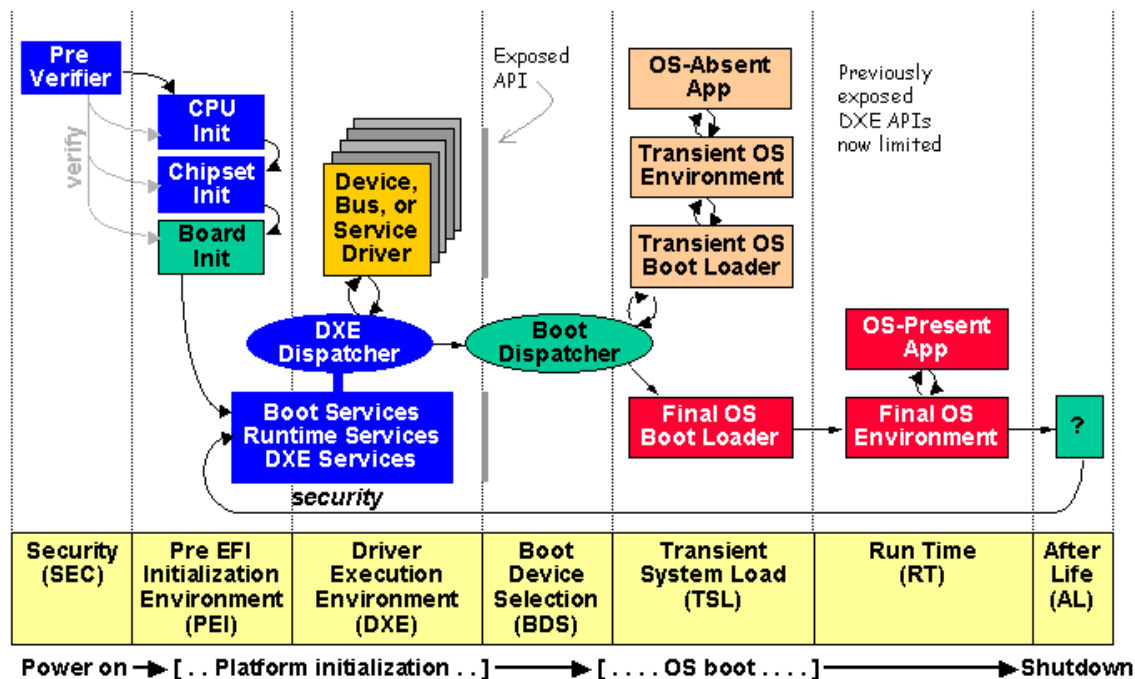 Pre
Verifier
verify
CPU
Init
Chipset
Init
Board
Init
Device,
Bus, or
Service
Driver
DXE
Dispatcher
Boot Services
Runtime Services
DXE Services
security
Exposed
API
Boot
Dispatcher
OS-Absent
App
Transient OS
Environment
Transient OS
Boot Loader
Final OS
Boot Loader
Previously
exposed
DXE APIs
now limited
OS-Present
App
Final OS
Environment
?
Security
(SEC)
Pre EFI
Initialization
Environment
(PEI)
Driver
Execution
Environment
(DXE)
Boot
Device
Selection
(BDS)
Transient
System Load
(TSL)
Run Time
(RT)
After
Life
(AL)
Power on [ . . Platform initialization . . ] [ . . . . OS boot . . . . ] Shutdown